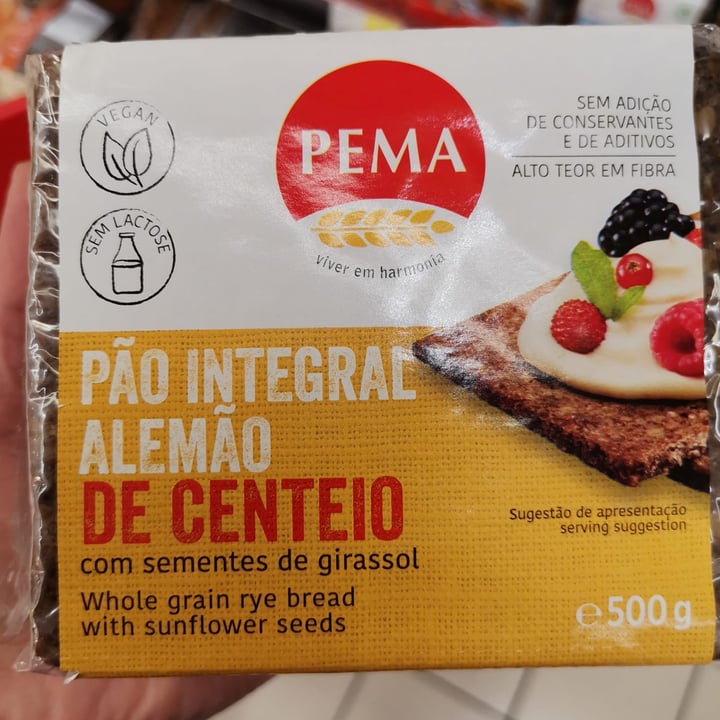 VEGAN
SEM LACTOSE
PEMA
viver em harmonia
SEM ADIÇÃO
DE CONSERVANTES
E DE ADITIVOS
ALTO TEOR EM FIBRA
PÃO INTEGRAL
ALEMÃO
DE CENTEIO
com sementes de girassol
Whole grain rye bread
with sunflower seeds
Sugestão de apresentação
serving suggestion
℮500 g